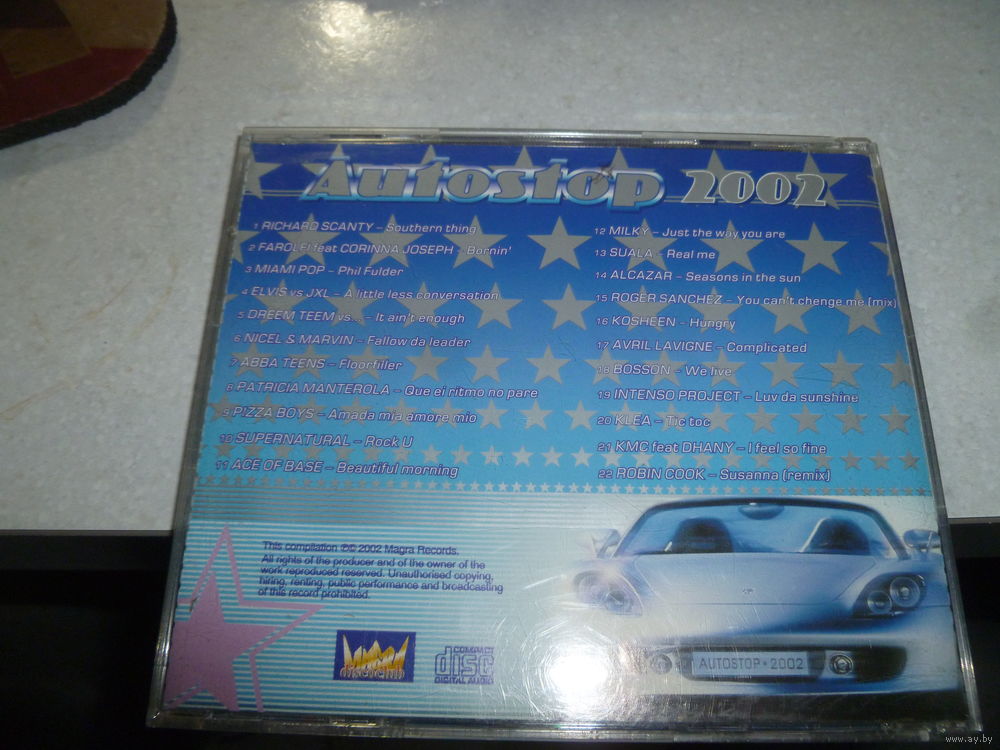 Autostop 2002
1 RICHARD SCANTY – Southern thing
2 FAROLFI feat CORINNA JOSEPH - Bornin'
3 MIAMI POP – Phil Fulder
4 ELVIS vs JXL – A little less conversation
5 DREEM TEEM vs... – It ain't enough
6 NICEL & MARVIN – Fallow da leader
7 ABBA TEENS – Floorfiller
8 PATRICIA MANTEROLA – Que ei ritmo no pare
9 PIZZA BOYS – Amada mia amore mio
10 SUPERNATURAL – Rock U
11 ACE OF BASE – Beautiful morning
12 MILKY – Just the way you are
13 SUALA – Real me
14 ALCAZAR – Seasons in the sun
15 ROGER SANCHEZ – You can't chenge me (mix)
16 KOSHEEN – Hungry
17 AVRIL LAVIGNE – Complicated
18 BOSSON – We live
19 INTENSO PROJECT – Luv da sunshine
20 KLEA – Tic toc
21 KMC feat DHANY – I feel so fine
22 ROBIN COOK – Susanna (remix)
This compilation ℗© 2002 Magra Records.
All rights of the producer and of the owner of the
work reproduced reserved. Unauthorised copying,
hiring, renting, public performance and broadcasting
of this record prohibited.
MAGRA
COMPACT
disc
DIGITAL AUDIO
AUTOSTOP • 2002
www.ay.by